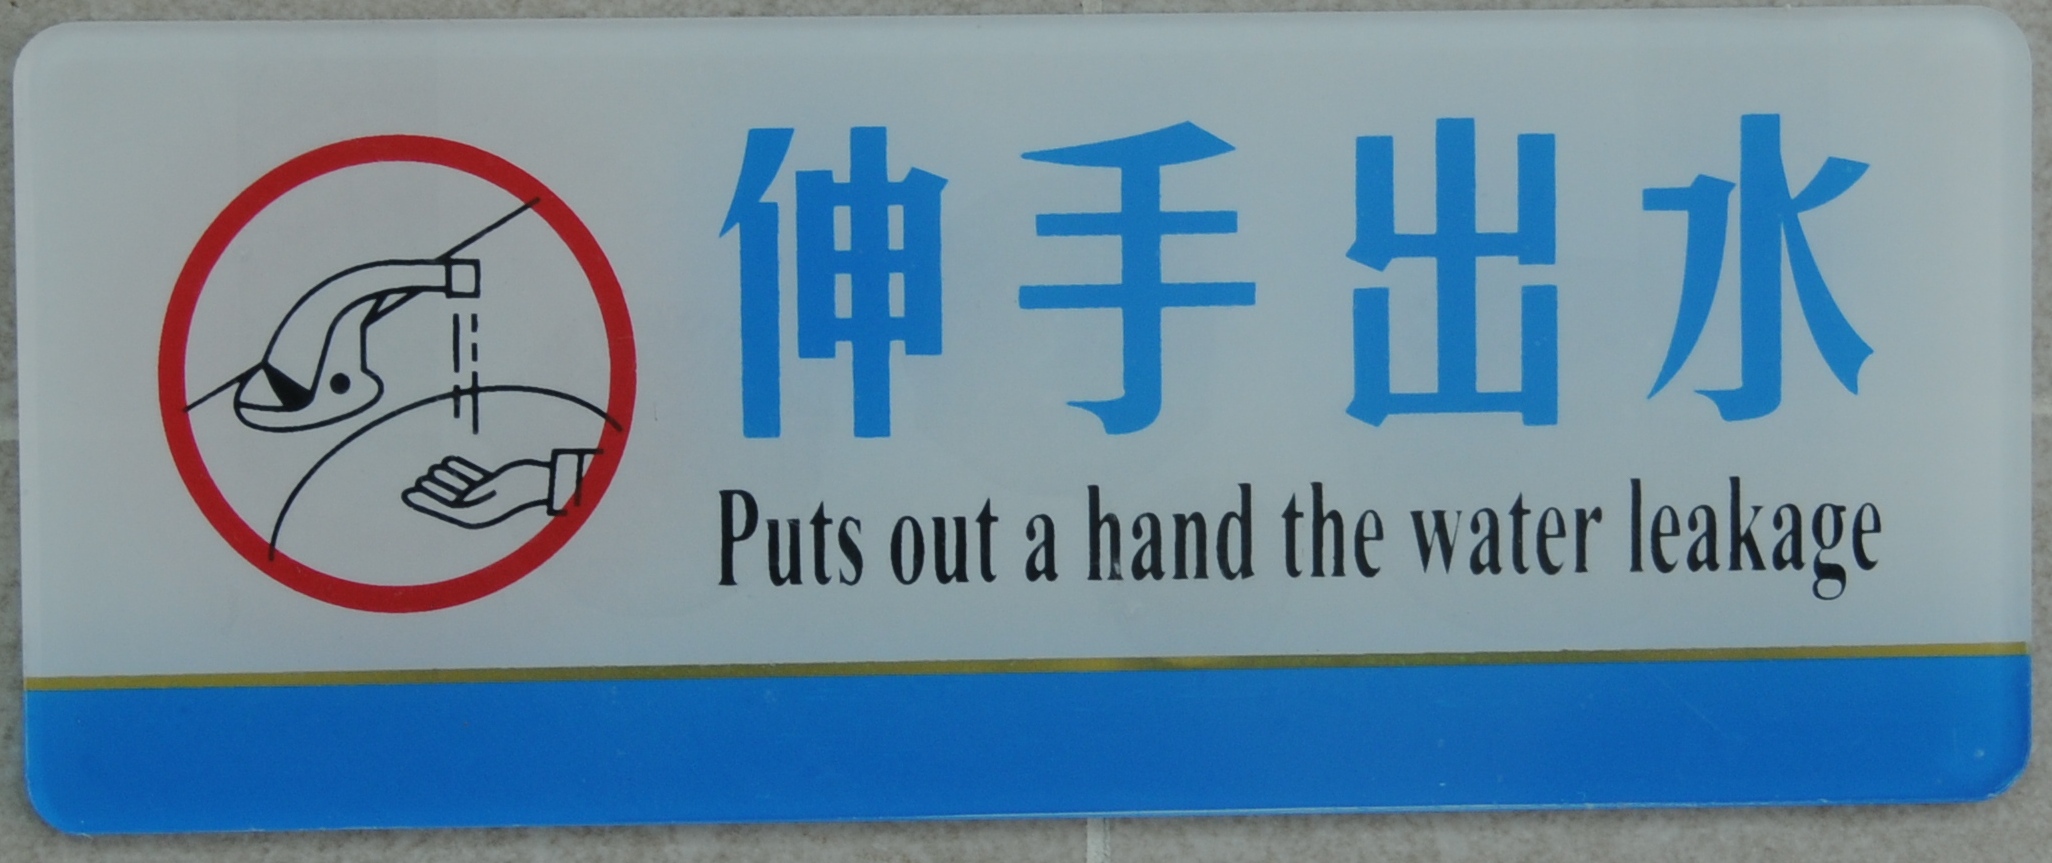 伸手出水
Puts out a hand the water leakage